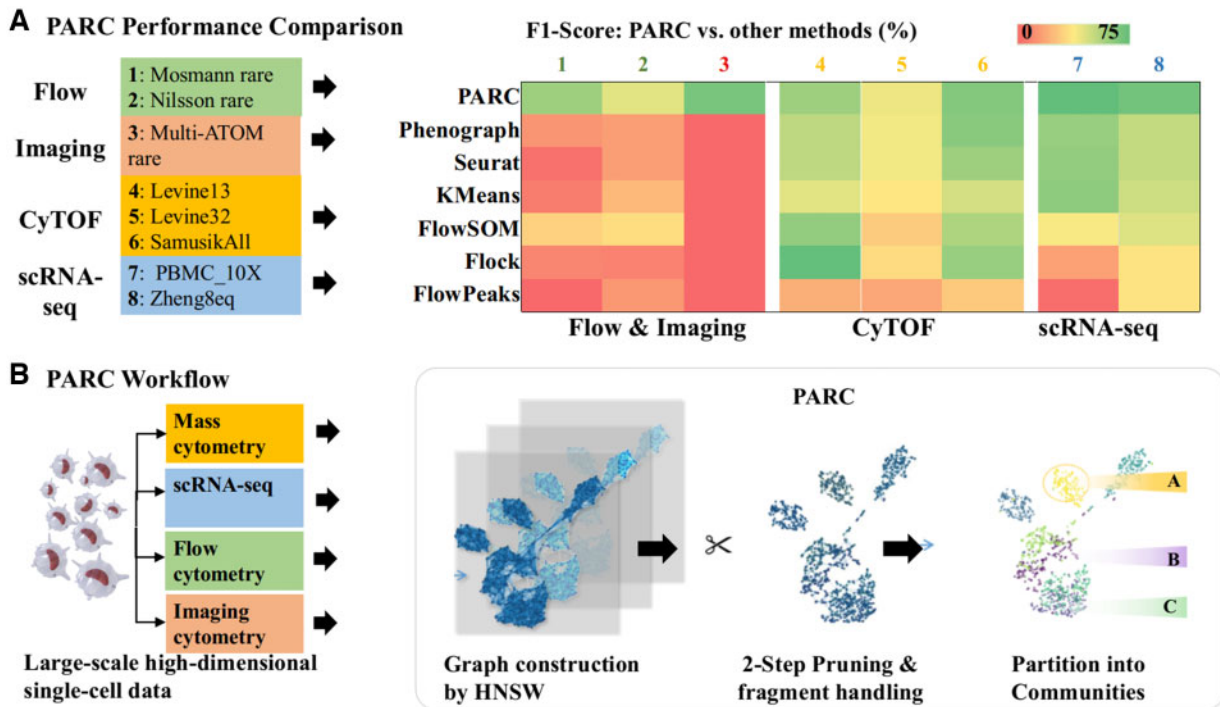 A PARC Performance Comparison
Flow
1: Mosmann rare
2: Nilsson rare
Imaging
3: Multi-ATOM
rare
CyTOF
4: Levine13
5: Levine32
6: SamusikAll
scRNA-
seq
7: PBMC_10X
8: Zheng8eq
F1-Score: PARC vs. other methods (%)
0 75
1 2 3 4 5 6 7 8
PARC
Phenograph
Seurat
KMeans
FlowSOM
Flock
FlowPeaks
Flow & Imaging CyTOF scRNA-seq
B PARC Workflow
Mass
cytometry
scRNA-seq
Flow
cytometry
Imaging
cytometry
Large-scale high-dimensional
single-cell data
PARC
A
B
C
Graph construction
by HNSW
2-Step Pruning &
fragment handling
Partition into
Communities